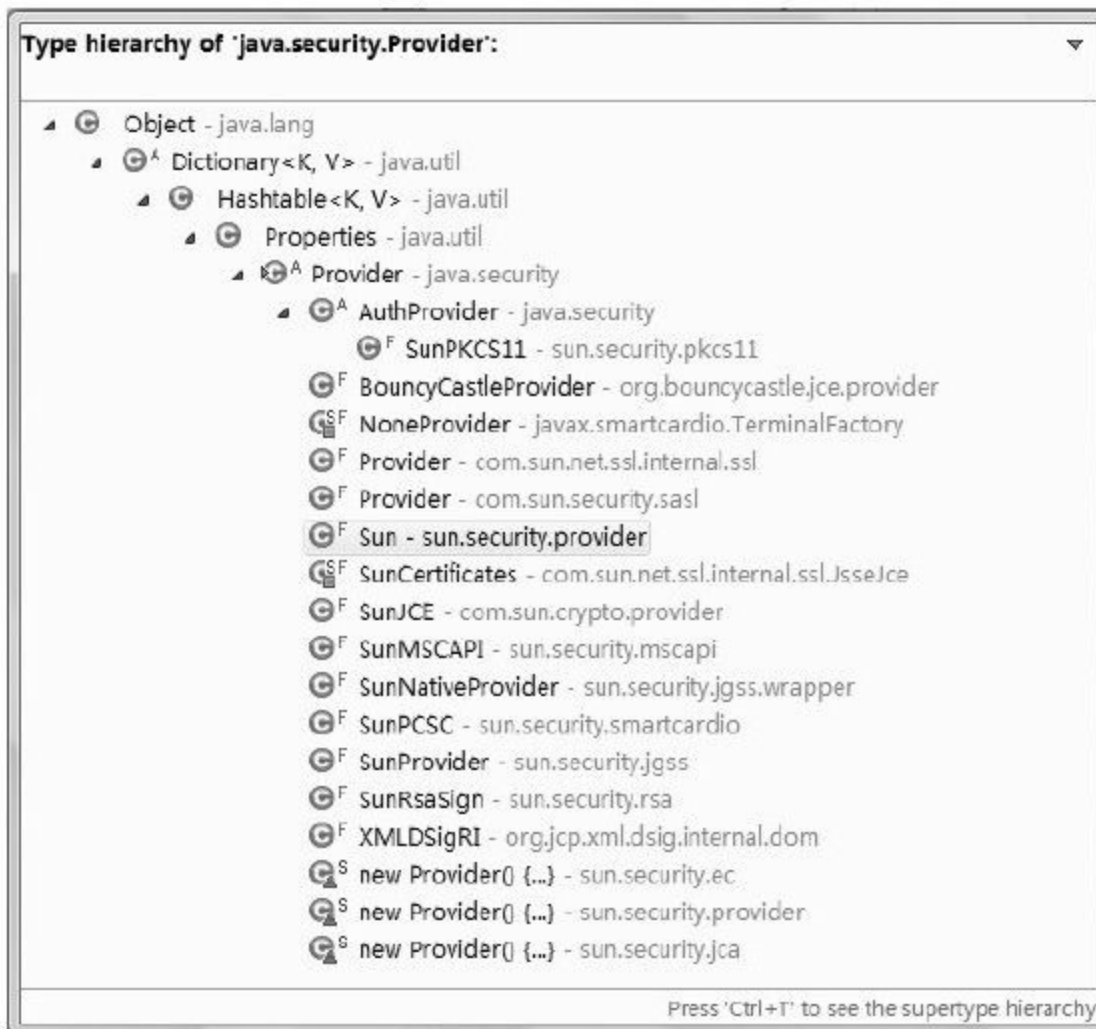 Type hierarchy of 'java.security.Provider':
Object - java.lang
A Dictionary<K, V> - java.util
Hashtable<K, V> - java.util
Properties - java.util
A Provider - java.security
A AuthProvider - java.security
F SunPKCS11 - sun.security.pkcs11
F BouncyCastleProvider - org.bouncycastle.jce.provider
SF NoneProvider - javax.smartcardio.TerminalFactory
F Provider - com.sun.net.ssl.internal.ssl
F Provider - com.sun.security.sasl
F Sun - sun.security.provider
SF SunCertificates - com.sun.net.ssl.internal.ssl.JsseJce
F SunJCE - com.sun.crypto.provider
F SunMSCAPI - sun.security.mscapi
F SunNativeProvider - sun.security.jgss.wrapper
F SunPCSC - sun.security.smartcardio
F SunProvider - sun.security.jgss
F SunRsaSign - sun.security.rsa
F XMLDSigRI - org.jcp.xml.dsig.internal.dom
S new Provider() {...} - sun.security.ec
S new Provider() {...} - sun.security.provider
S new Provider() {...} - sun.security.jca
Press 'Ctrl+T' to see the supertype hierarchy